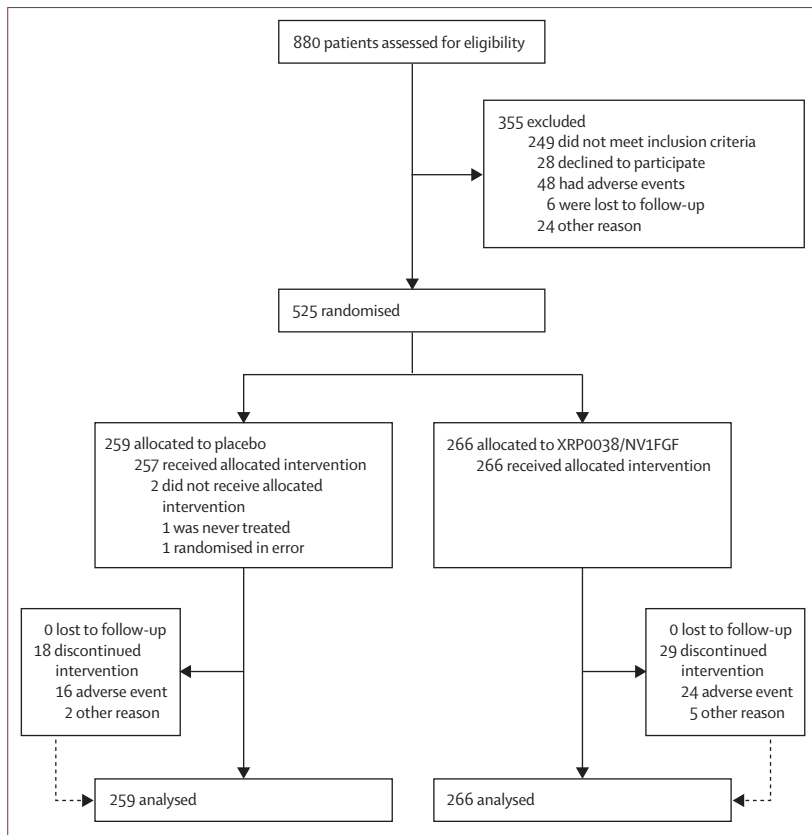 880 patients assessed for eligibility
355 excluded
249 did not meet inclusion criteria
28 declined to participate
48 had adverse events
6 were lost to follow-up
24 other reason
525 randomised
259 allocated to placebo
257 received allocated intervention
2 did not receive allocated
intervention
1 was never treated
1 randomised in error
266 allocated to XRP0038/NV1FGF
266 received allocated intervention
0 lost to follow-up
18 discontinued
intervention
16 adverse event
2 other reason
0 lost to follow-up
29 discontinued
intervention
24 adverse event
5 other reason
259 analysed
266 analysed